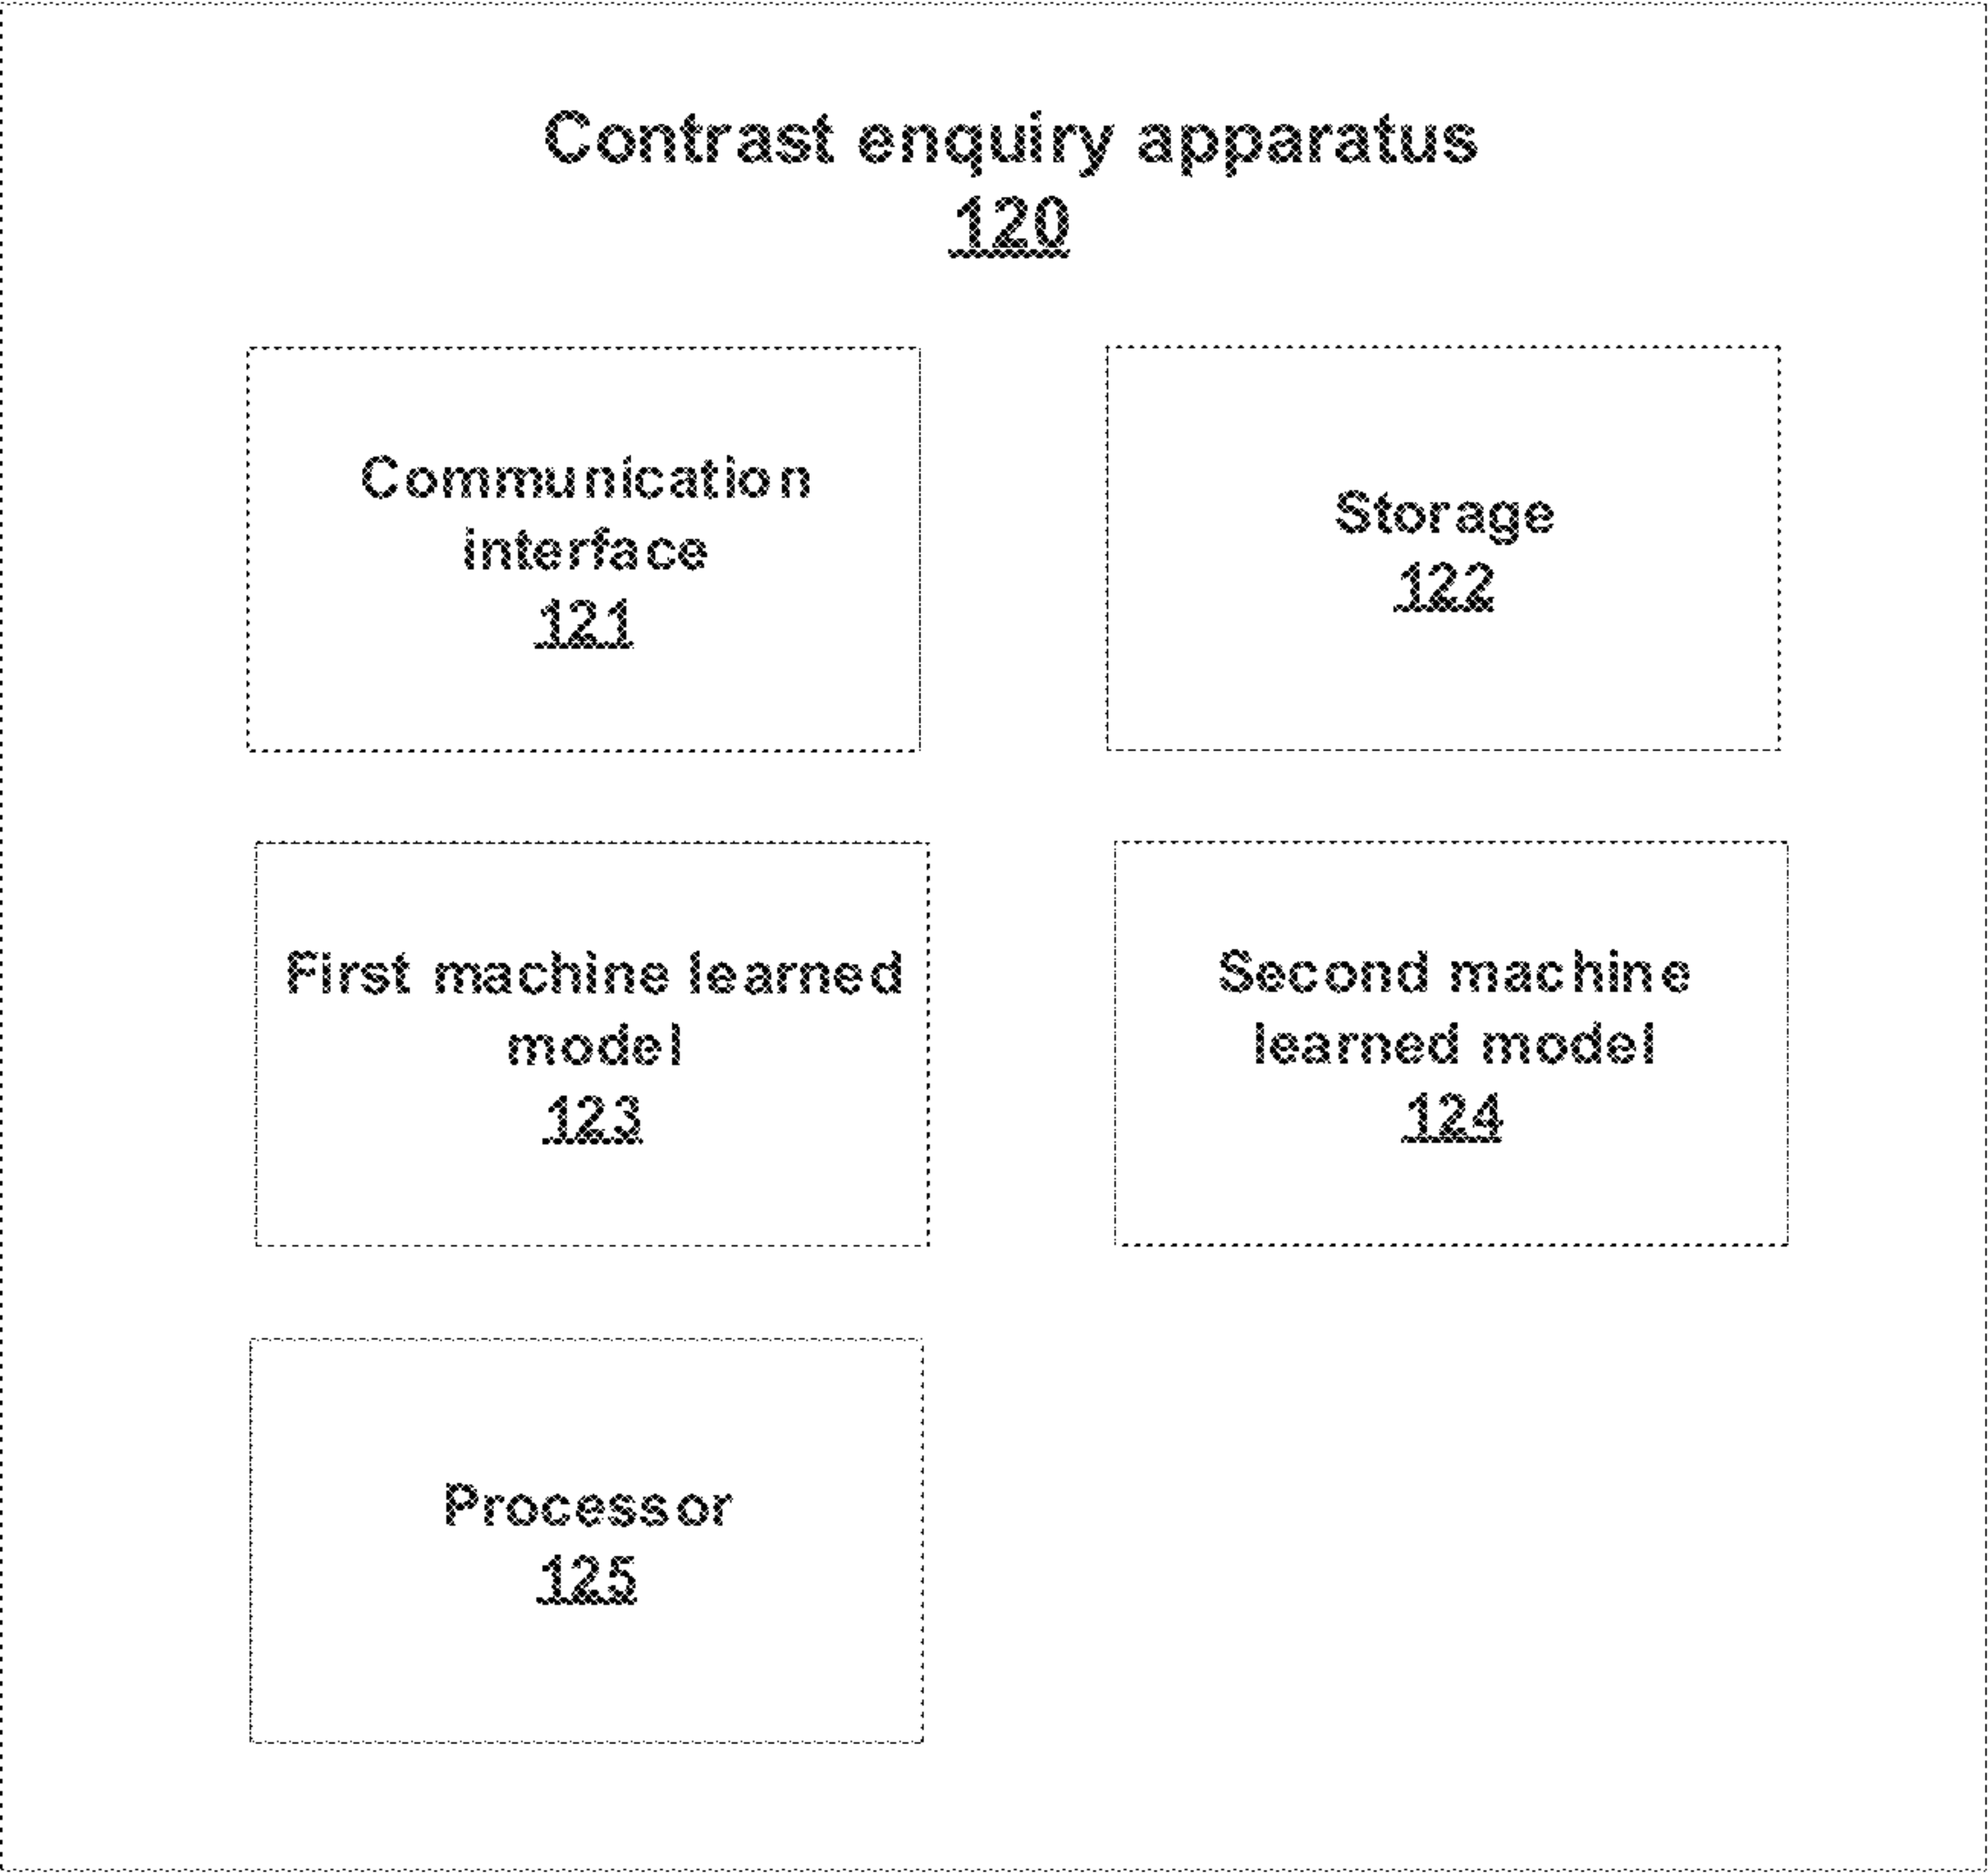 Contrast enquiry apparatus
120
Communication
interface
121
Storage
122
First machine learned
model
123
Second machine
learned model
124
Processor
125